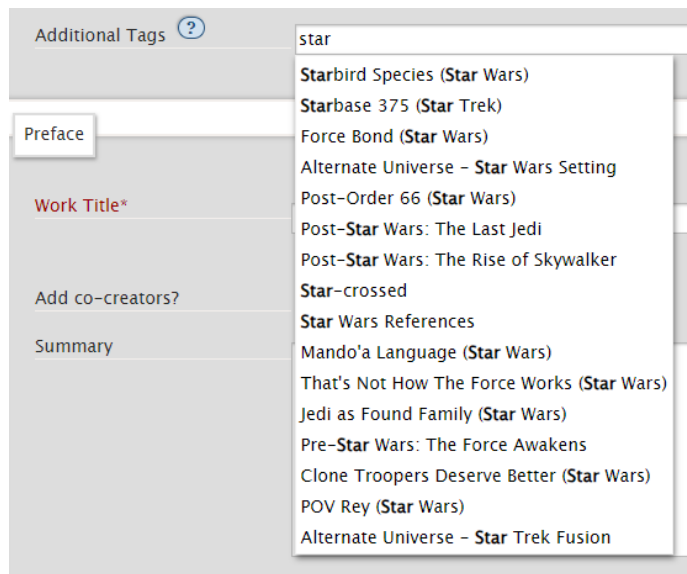 Additional Tags ?
star
Starbird Species (Star Wars)
Starbase 375 (Star Trek)
Force Bond (Star Wars)
Alternate Universe - Star Wars Setting
Post-Order 66 (Star Wars)
Post-Star Wars: The Last Jedi
Post-Star Wars: The Rise of Skywalker
Star-crossed
Star Wars References
Mando'a Language (Star Wars)
That's Not How The Force Works (Star Wars)
Jedi as Found Family (Star Wars)
Pre-Star Wars: The Force Awakens
Clone Troopers Deserve Better (Star Wars)
POV Rey (Star Wars)
Alternate Universe - Star Trek Fusion
Preface
Work Title*
Add co-creators?
Summary